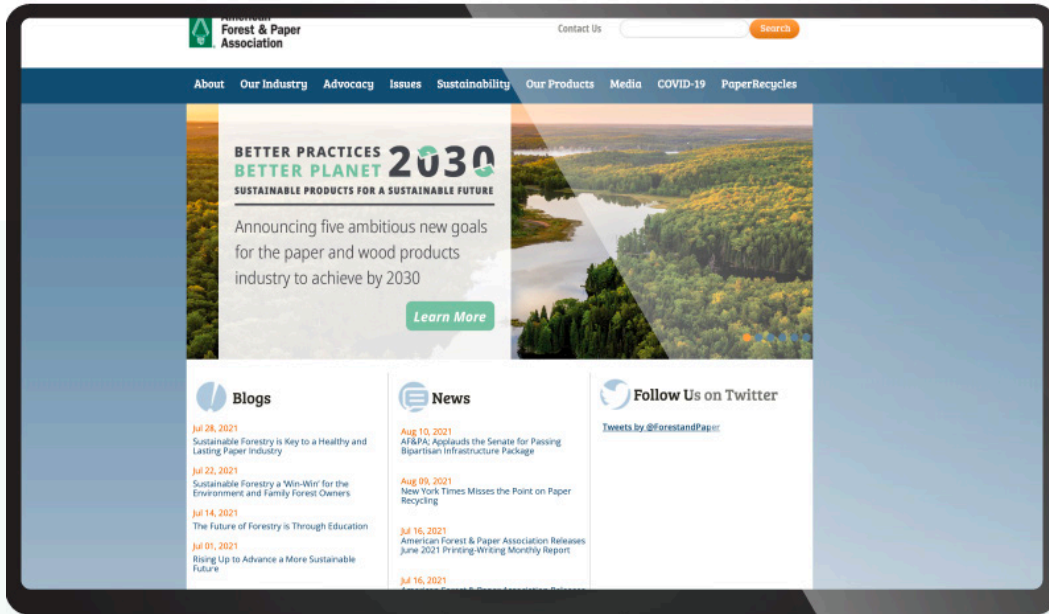 American
Forest & Paper
Association
Contact Us
Search
About Our Industry Advocacy Issues Sustainability Our Products Media COVID-19 PaperRecycles
BETTER PRACTICES
BETTER PLANET 2030
SUSTAINABLE PRODUCTS FOR A SUSTAINABLE FUTURE
Announcing five ambitious new goals
for the paper and wood products
industry to achieve by 2030
Learn More
Blogs
Jul 28, 2021
Sustainable Forestry is Key to a Healthy and
Lasting Paper Industry
Jul 22, 2021
Sustainable Forestry a ‘Win-Win’ for the
Environment and Family Forest Owners
Jul 14, 2021
The Future of Forestry is Through Education
Jul 01, 2021
Rising Up to Advance a More Sustainable
Future
News
Aug 10, 2021
AF&PA; Applauds the Senate for Passing
Bipartisan Infrastructure Package
Aug 09, 2021
New York Times Misses the Point on Paper
Recycling
Jul 16, 2021
American Forest & Paper Association Releases
June 2021 Printing-Writing Monthly Report
Jul 16, 2021
American Forest & Paper Association Releases
Follow Us on Twitter
Tweets by @ForestandPaper